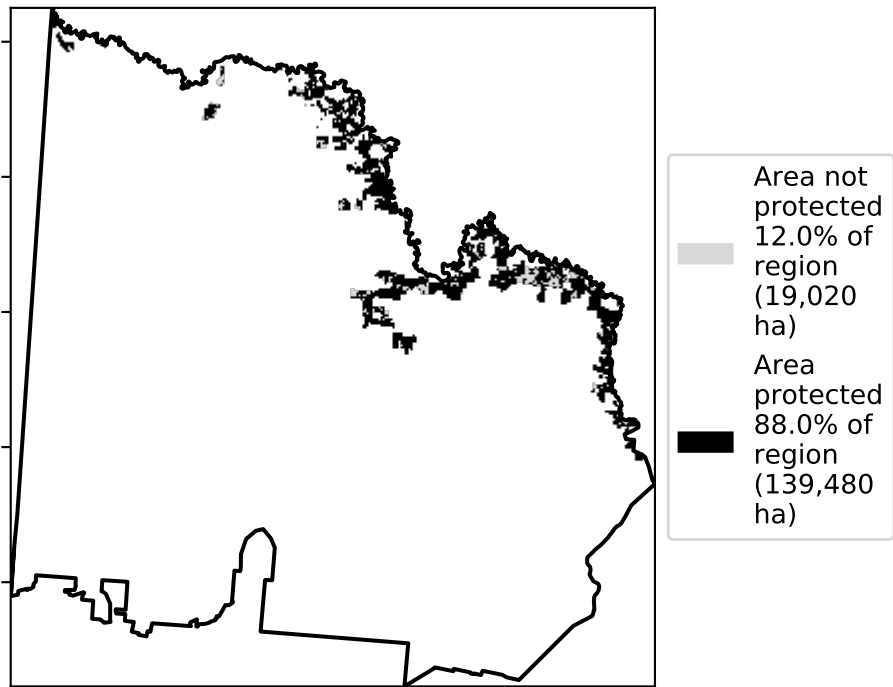 Area not
protected
12.0% of
region
(19,020
ha)
Area
protected
88.0% of
region
(139,480
ha)